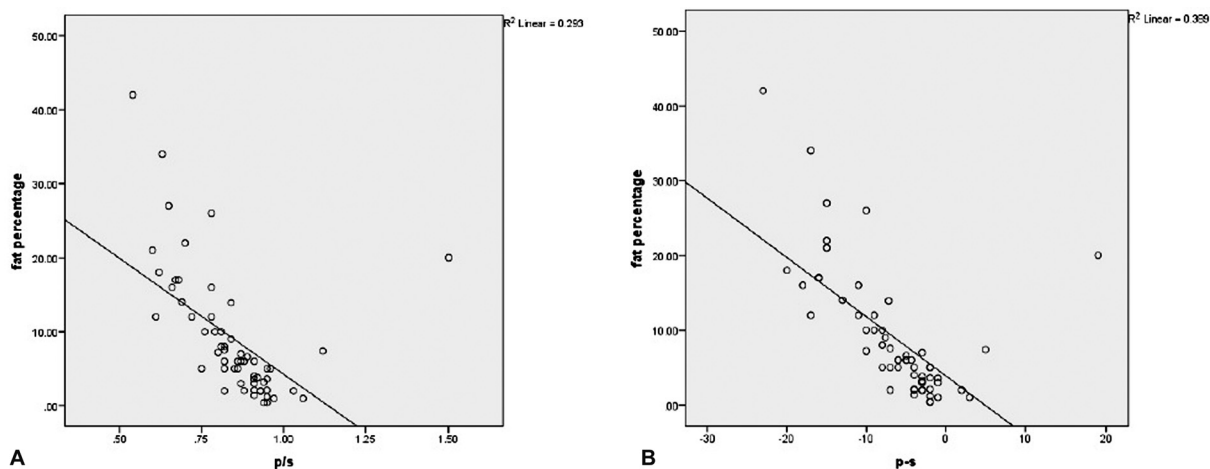 R² Linear = 0.293
50.00
40.00
30.00
20.00
10.00
.00
fat percentage
.50
.75
1.00
1.25
1.50
p/s
A
R² Linear = 0.389
50.00
40.00
30.00
20.00
10.00
.00
fat percentage
-30
-20
-10
0
10
20
p-s
B